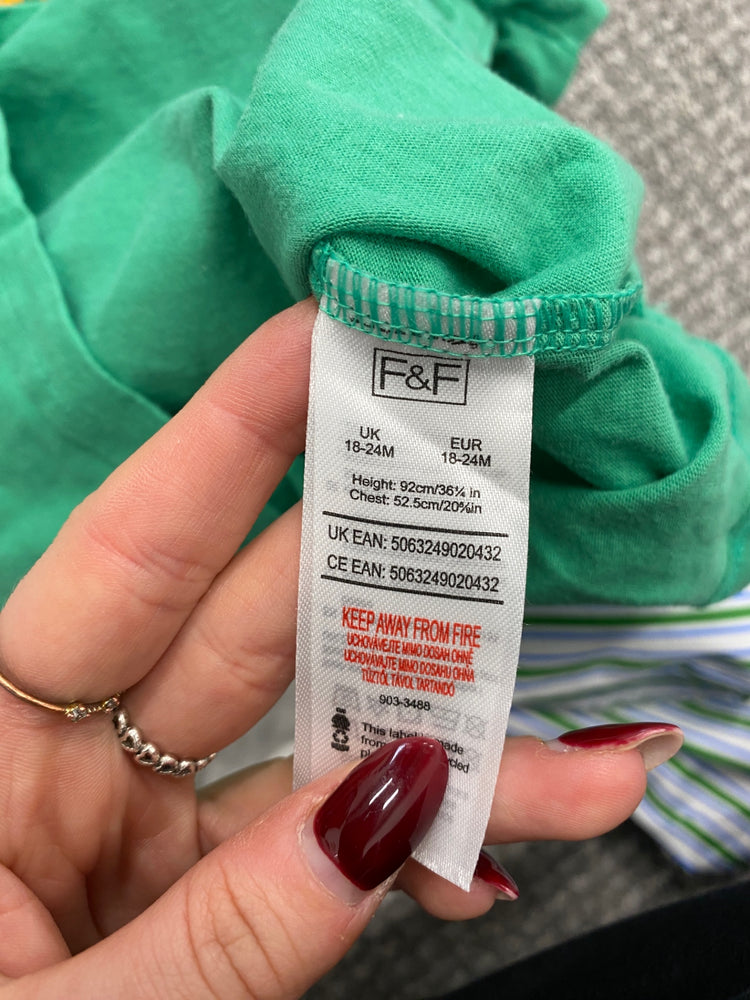 F&F
UK
18-24M
EUR
18-24M
Height: 92cm/36¼ in
Chest: 52.5cm/20⅝in
UK EAN: 5063249020432
CE EAN: 5063249020432
KEEP AWAY FROM FIRE
UCHOVÁVEJTE MIMO DOSAH OHNĚ
UCHOVÁVAJTE MIMO DOSAHU OHŇA
TŰZTŐL TÁVOL TARTANDÓ
903-3488
This label
from